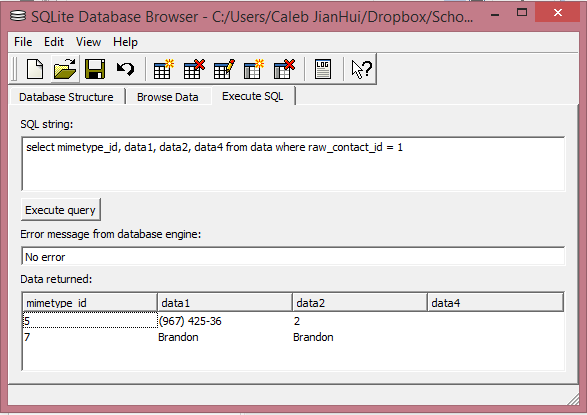 SQLite Database Browser - C:/Users/Caleb JianHui/Dropbox/Scho...
File Edit View Help
LOG
Database Structure Browse Data Execute SQL
SQL string:
select mimetype_id, data1, data2, data4 from data where raw_contact_id = 1
Execute query
Error message from database engine:
No error
Data returned:
mimetype_id data1 data2 data4
5 (967) 425-36 2
7 Brandon Brandon